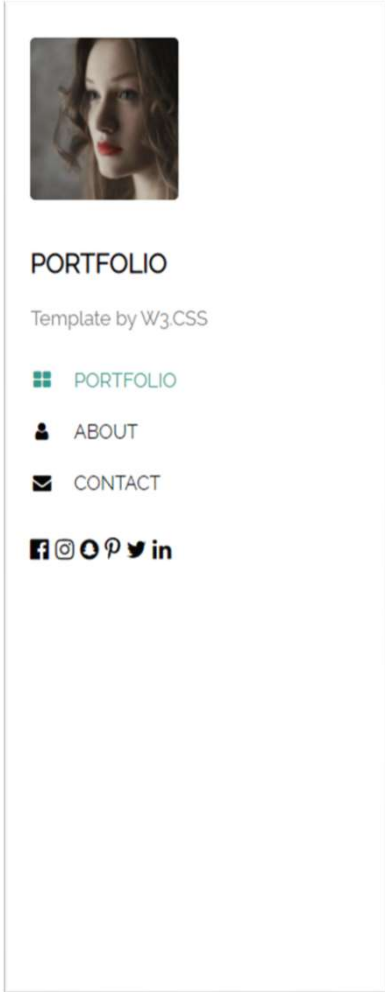 PORTFOLIO
Template by W3.CSS
PORTFOLIO
ABOUT
CONTACT